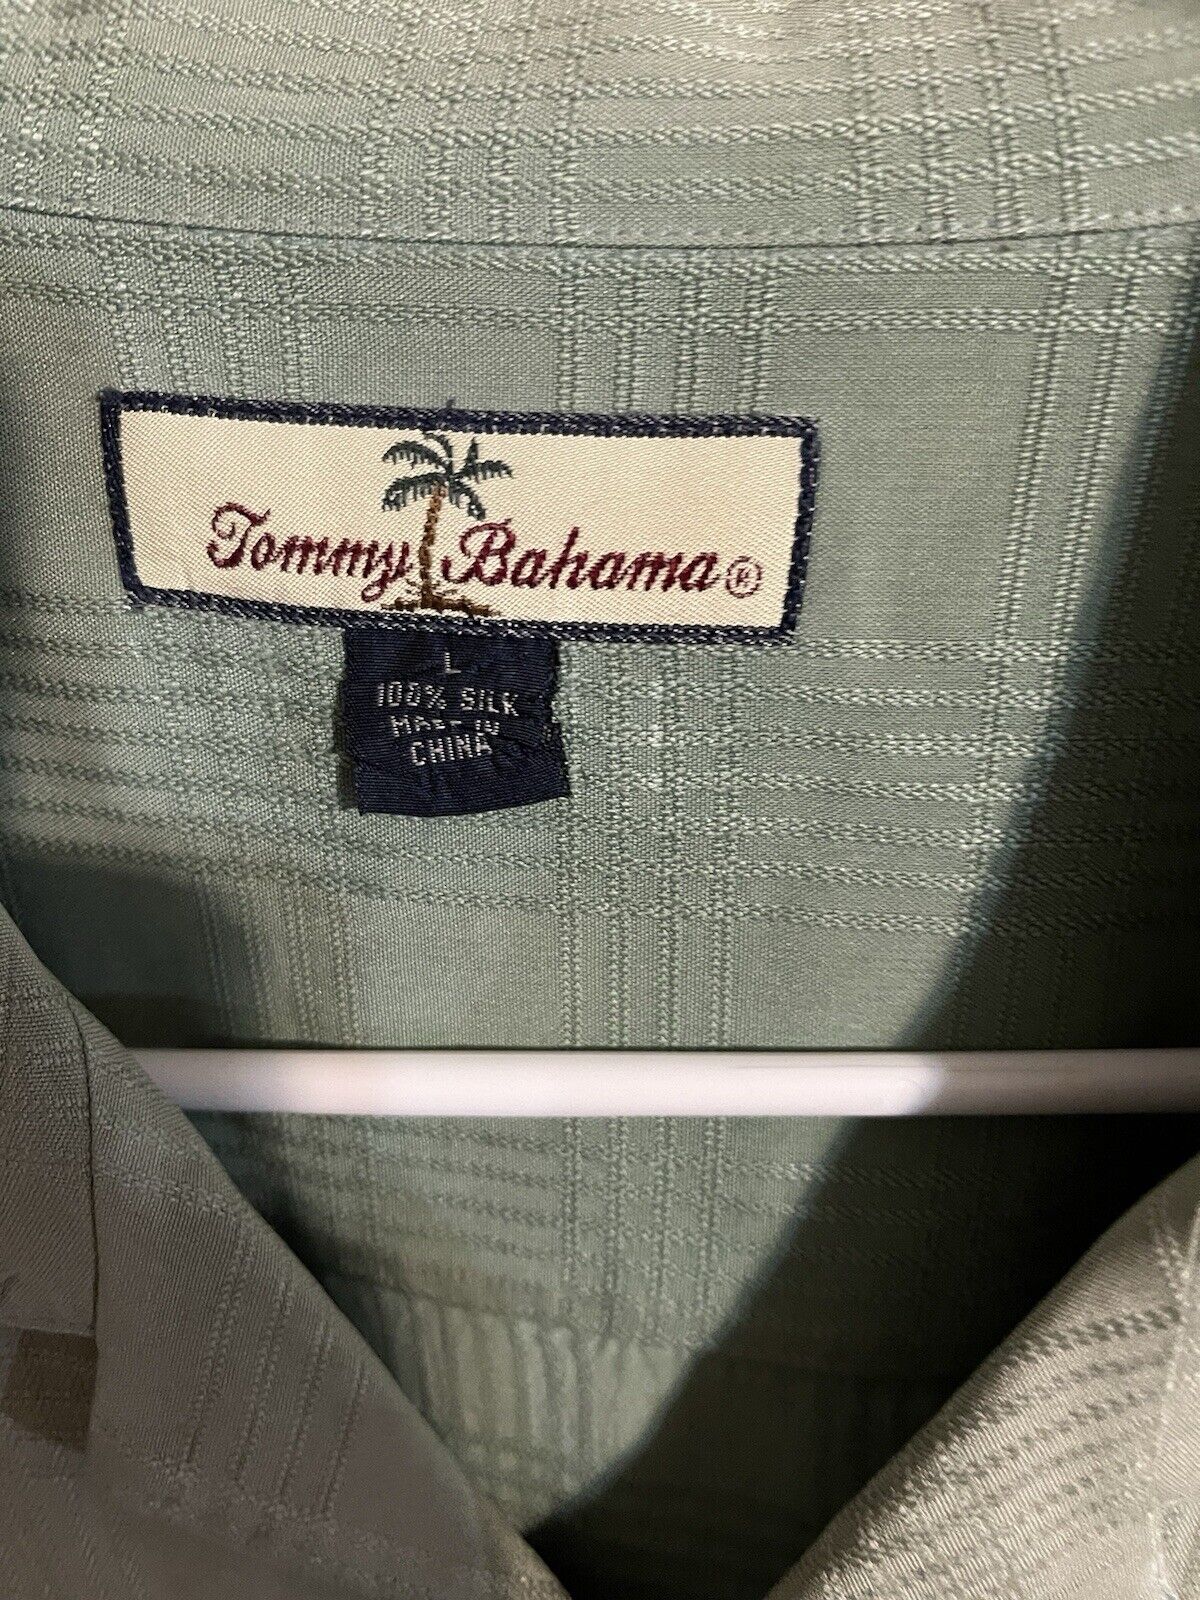 Tommy Bahama®
L
100% SILK
MADE IN
CHINA